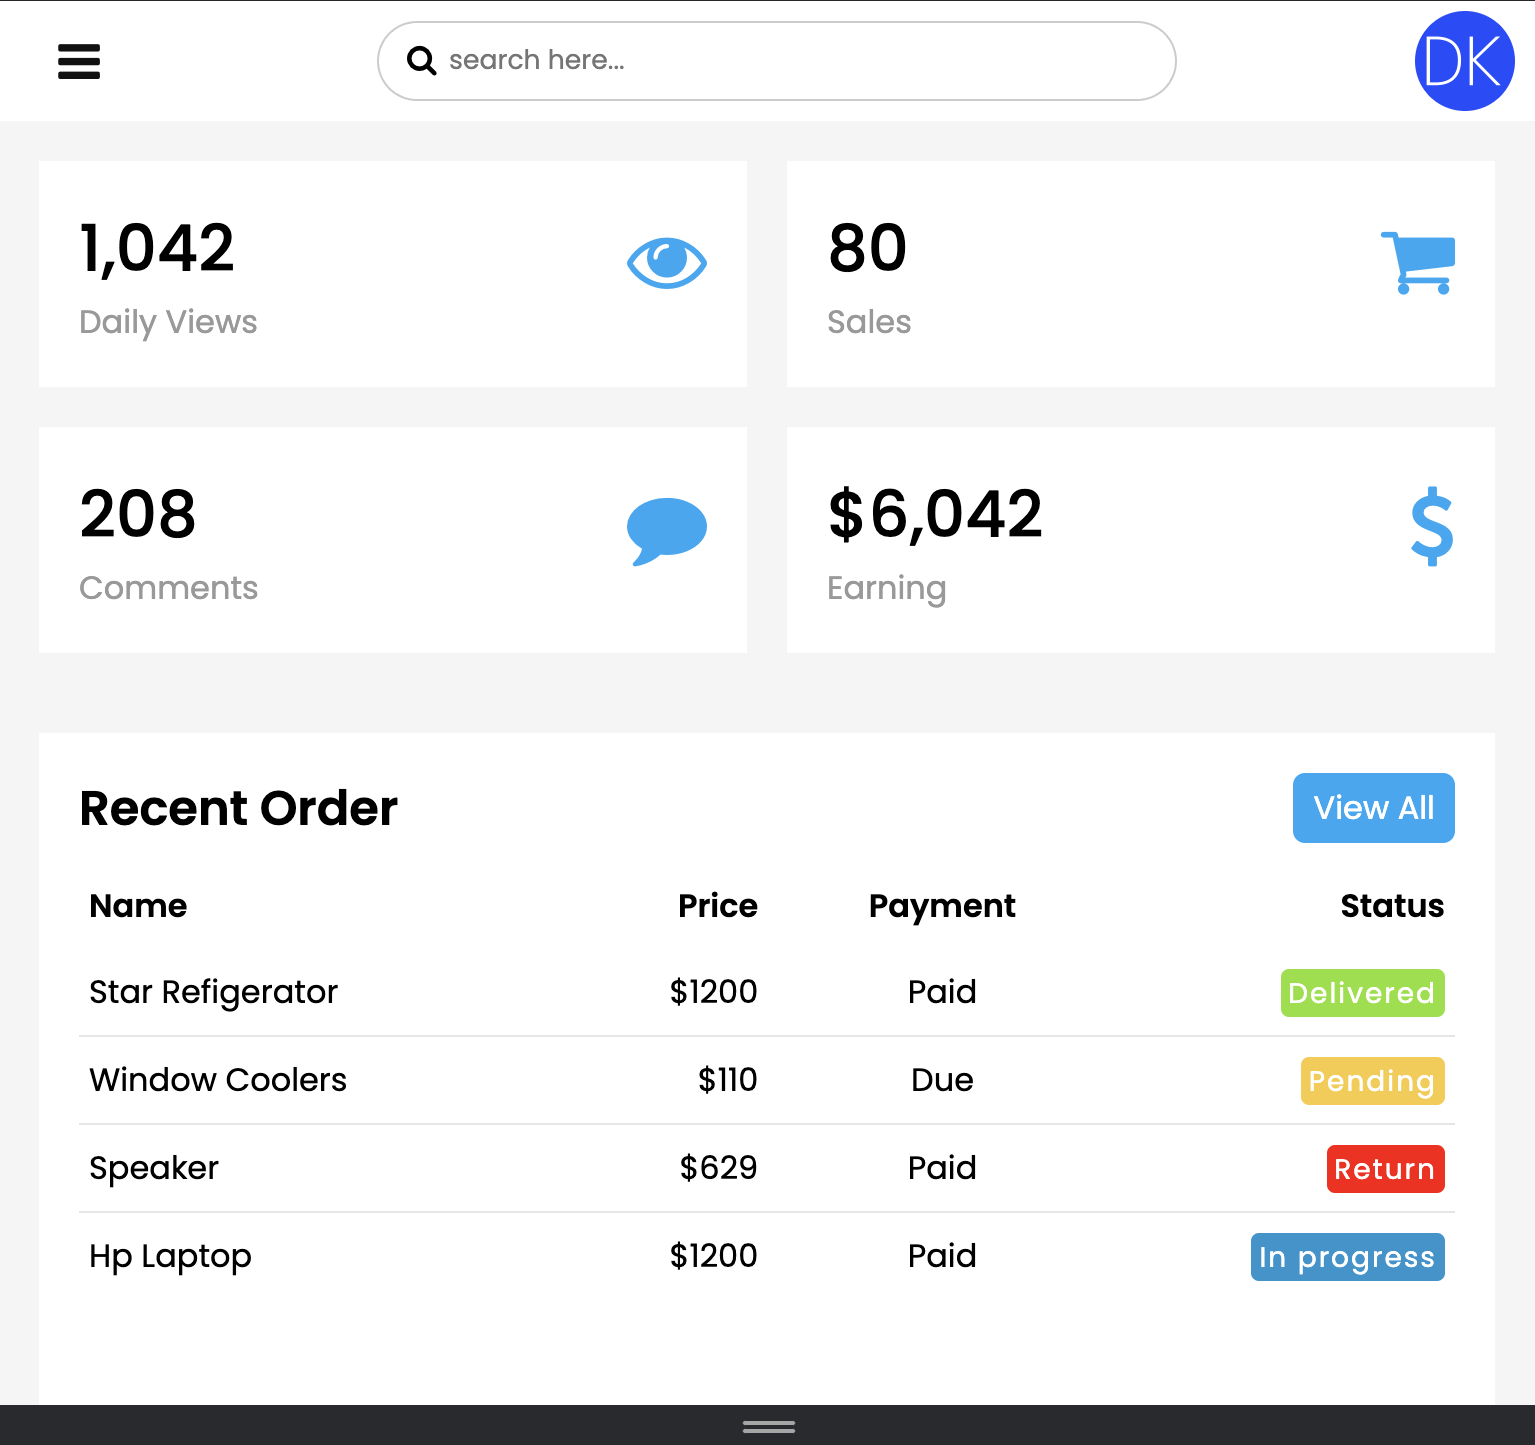 search here...
DK
1,042
Daily Views
80
Sales
208
Comments
$6,042
Earning
Recent Order
View All
Name Price Payment Status
Star Refigerator $1200 Paid Delivered
Window Coolers $110 Due Pending
Speaker $629 Paid Return
Hp Laptop $1200 Paid In progress